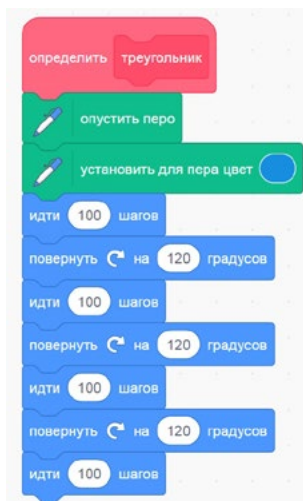 определить треугольник
опустить перо
установить для пера цвет
идти 100 шагов
повернуть на 120 градусов
идти 100 шагов
повернуть на 120 градусов
идти 100 шагов
повернуть на 120 градусов
идти 100 шагов